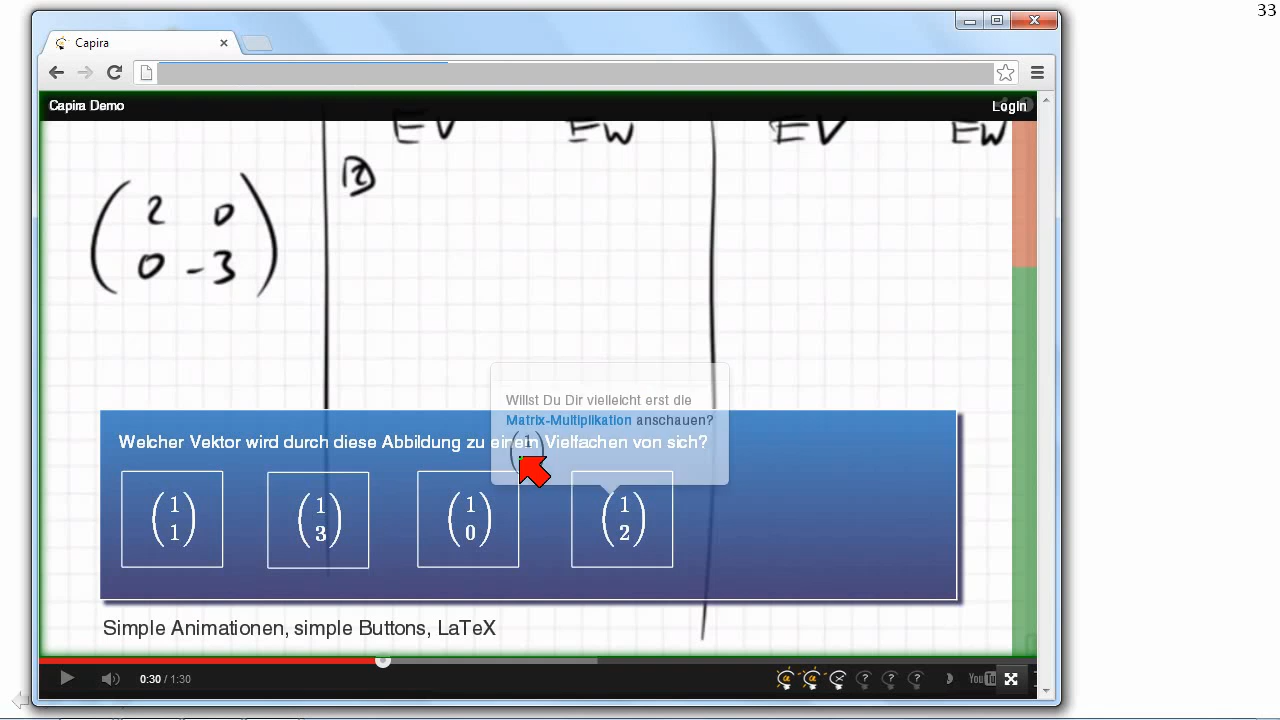 33
Capira
Capira Demo
Login
EV EW EV EW
2 0
0 -3
Willst Du Dir vielleicht erst die
Matrix-Multiplikation anschauen?
1
Welcher Vektor wird durch diese Abbildung zu einem Vielfachen von sich?
1 1 1 1
1 3 0 2
Simple Animationen, simple Buttons, LaTeX
0:30 / 1:30